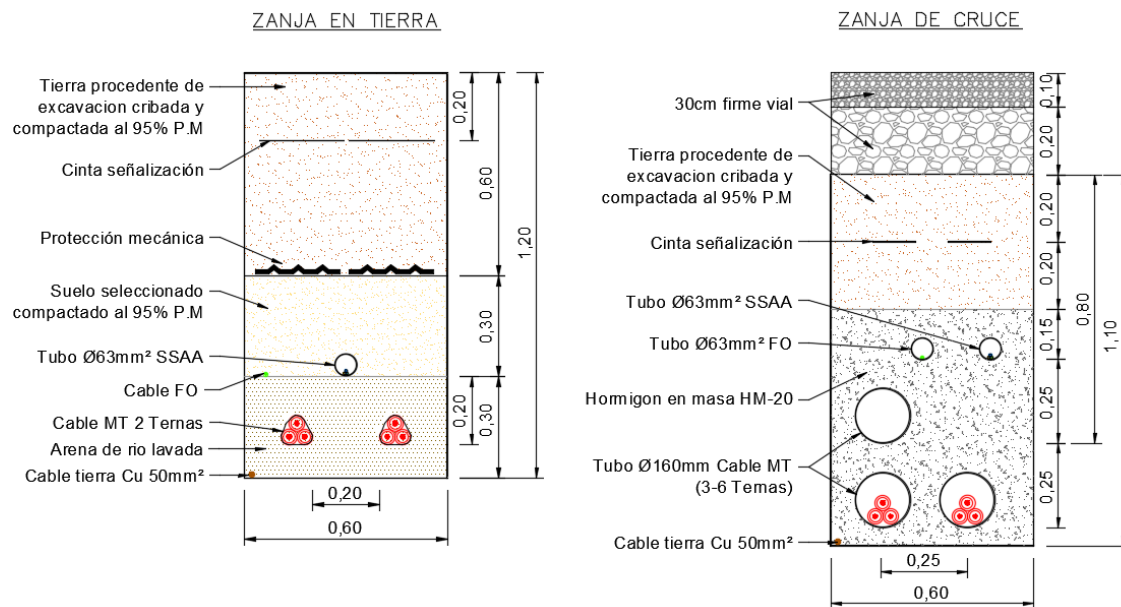 ZANJA EN TIERRA
Tierra procedente de
excavacion cribada y
compactada al 95% P.M
Cinta señalización
Protección mecánica
Suelo seleccionado
compactado al 95% P.M
Tubo Ø63mm² SSAA
Cable FO
Cable MT 2 Ternas
Arena de rio lavada
Cable tierra Cu 50mm²
0,20
0,60
0,30
0,20
0,30
1,20
0,20
0,60
ZANJA DE CRUCE
30cm firme vial
Tierra procedente de
excavacion cribada y
compactada al 95% P.M
Cinta señalización
Tubo Ø63mm² SSAA
Tubo Ø63mm² FO
Hormigon en masa HM-20
Tubo Ø160mm Cable MT
(3-6 Ternas)
Cable tierra Cu 50mm²
0,10
0,20
0,20
0,20
0,15
0,25
0,25
0,80
1,10
0,25
0,60